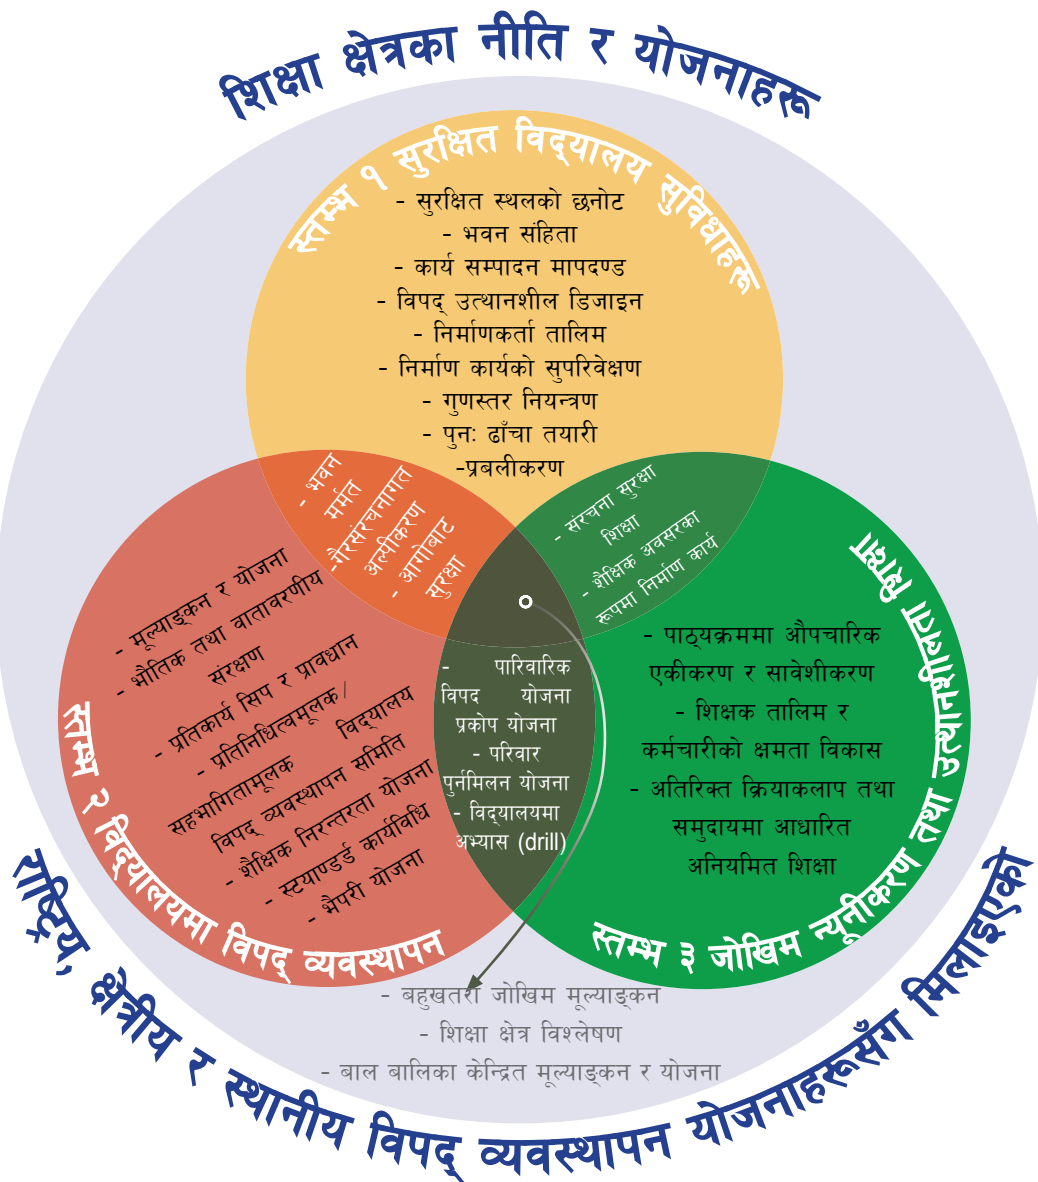 शिक्षा क्षेत्रका नीति र योजनाहरू
स्तम्भ १ सुरक्षित विद्यालय सुविधाहरू
- सुरक्षित स्थलको छनोट
- भवन संहिता
- कार्य सम्पादन मापदण्ड
- विपद् उत्थानशील डिजाइन
- निर्माणकर्ता तालिम
- निर्माण कार्यको सुपरिवेक्षण
- गुणस्तर नियन्त्रण
- पुनः ढाँचा तयारी
-प्रबलीकरण
- भवन
मर्मत
-गैरसंरचनागत
अल्पीकरण
- आगोबाट
सुरक्षा
- संरचना सुरक्षा
शिक्षा
- शैक्षिक अवसरका
रूपमा निर्माण कार्य
- मूल्याङ्कन र योजना
- भौतिक तथा वातावरणीय
संरक्षण
- प्रतिकार्य सिप र प्रावधान
- प्रतिनिधित्वमूलक/
सहभागितामूलक विद्यालय
विपद् व्यवस्थापन समिति
- शैक्षिक निरन्तरता योजना
- स्टयाण्डर्ड कार्यविधि
- भैपरी योजना
स्तम्भ २ विद्यालयमा विपद् व्यवस्थापन
- पारिवारिक
विपद योजना
प्रकोप योजना
- परिवार
पुर्नमिलन योजना
- विद्यालयमा
अभ्यास (drill)
- पाठ्यक्रममा औपचारिक
एकीकरण र सावेशीकरण
- शिक्षक तालिम र
कर्मचारीको क्षमता विकास
- अतिरिक्त क्रियाकलाप तथा
समुदायमा आधारित
अनियमित शिक्षा
स्तम्भ ३ जोखिम न्यूनीकरण तथा उत्थानशीलता शिक्षा
- बहुखतरा जोखिम मूल्याङ्कन
- शिक्षा क्षेत्र विश्लेषण
- बाल बालिका केन्द्रित मूल्याङ्कन र योजना
राष्ट्रिय, क्षेत्रीय र स्थानीय विपद् व्यवस्थापन योजनाहरूसँग मिलाइएको